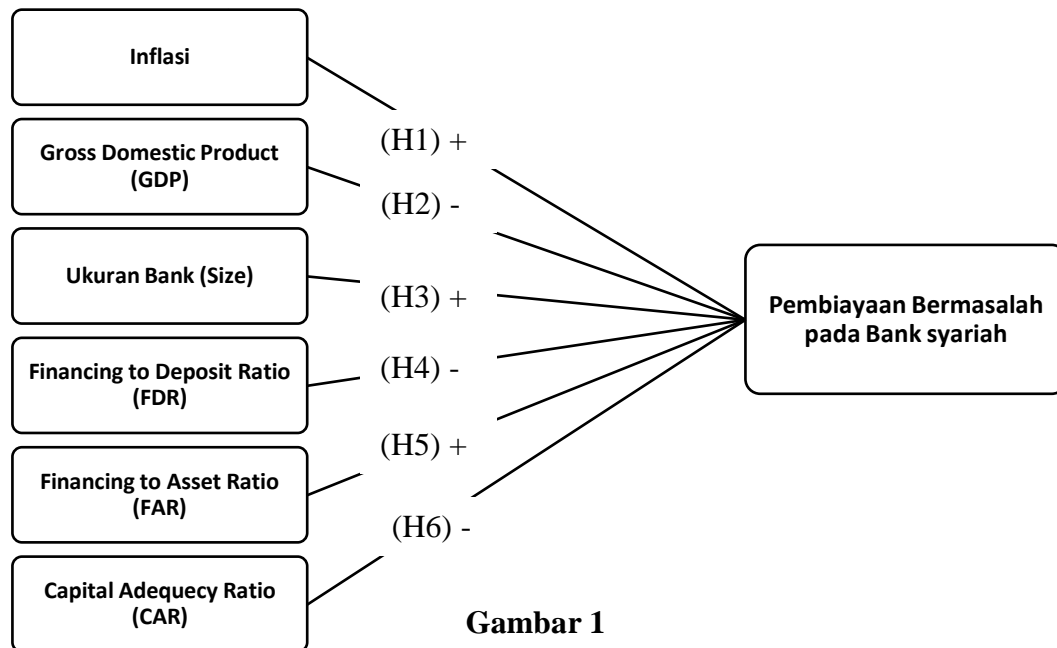 Inflasi
(H1) +
Gross Domestic Product
(GDP)
(H2) -
Ukuran Bank (Size)
(H3) +
Financing to Deposit Ratio
(FDR)
(H4) -
Financing to Asset Ratio
(FAR)
(H5) +
Capital Adequecy Ratio
(CAR)
(H6) -
Pembiayaan Bermasalah
pada Bank syariah
Gambar 1